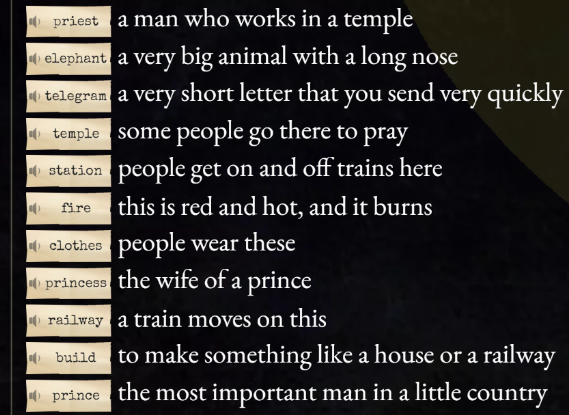 priest a man who works in a temple
elephant a very big animal with a long nose
telegram a very short letter that you send very quickly
temple some people go there to pray
station people get on and off trains here
fire this is red and hot, and it burns
clothes people wear these
princess the wife of a prince
railway a train moves on this
build to make something like a house or a railway
prince the most important man in a little country